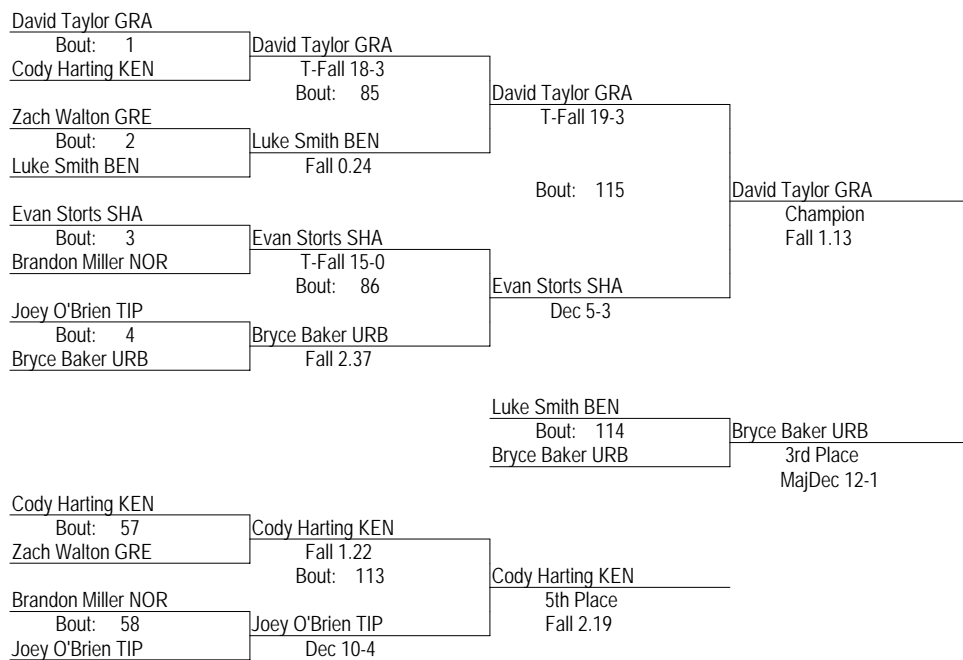 David Taylor GRA
Bout: 1
David Taylor GRA
Cody Harting KEN
T-Fall 18-3
Bout: 85
David Taylor GRA
Zach Walton GRE
T-Fall 19-3
Bout: 2
Luke Smith BEN
Luke Smith BEN
Fall 0.24
Bout: 115
David Taylor GRA
Evan Storts SHA
Champion
Bout: 3
Evan Storts SHA
Fall 1.13
Brandon Miller NOR
T-Fall 15-0
Bout: 86
Evan Storts SHA
Joey O'Brien TIP
Dec 5-3
Bout: 4
Bryce Baker URB
Bryce Baker URB
Fall 2.37
Luke Smith BEN
Bout: 114
Bryce Baker URB
Bryce Baker URB
3rd Place
MajDec 12-1
Cody Harting KEN
Bout: 57
Cody Harting KEN
Zach Walton GRE
Fall 1.22
Bout: 113
Cody Harting KEN
Brandon Miller NOR
5th Place
Bout: 58
Joey O'Brien TIP
Fall 2.19
Joey O'Brien TIP
Dec 10-4